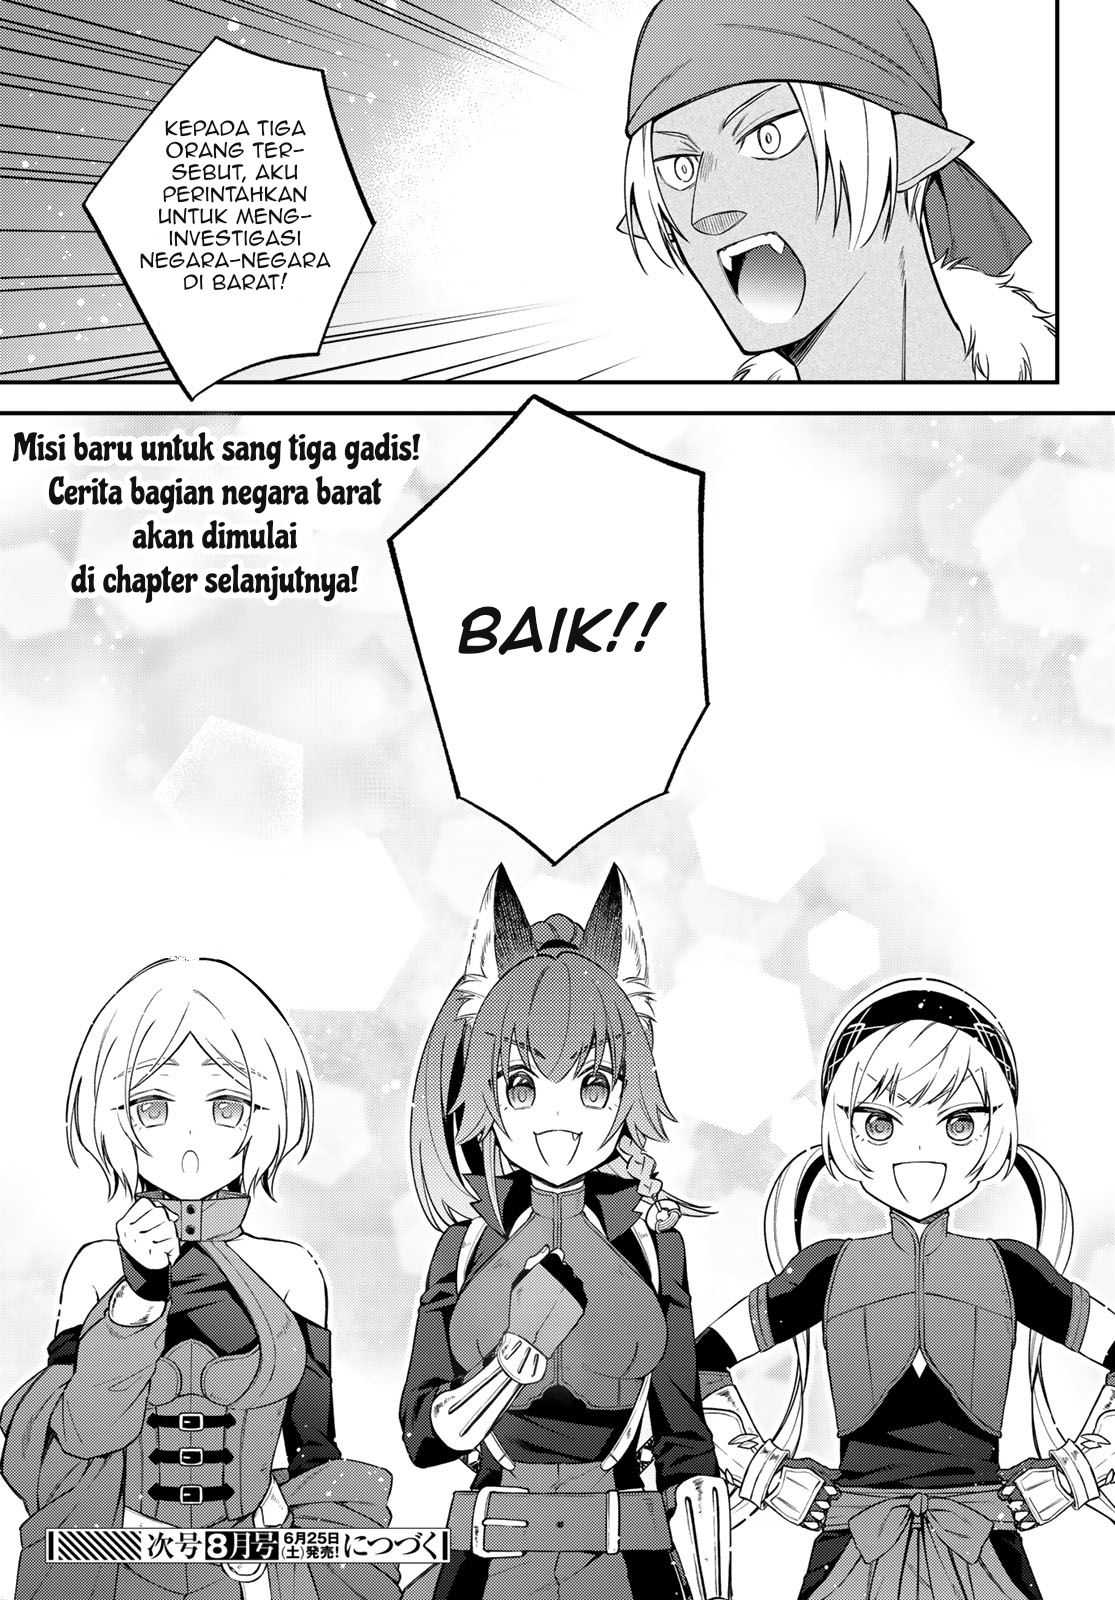 KEPADA TIGA
ORANG TER-
SEBUT, AKU
PERINTAHKAN
UNTUK MENG-
INVESTIGASI
NEGARA-NEGARA
DI BARAT!
Misi baru untuk sang tiga gadis!
Cerita bagian negara barat
akan dimulai
di chapter selanjutnya!
BAIK!!
次号8月号 6月25日(土)発売! につづく